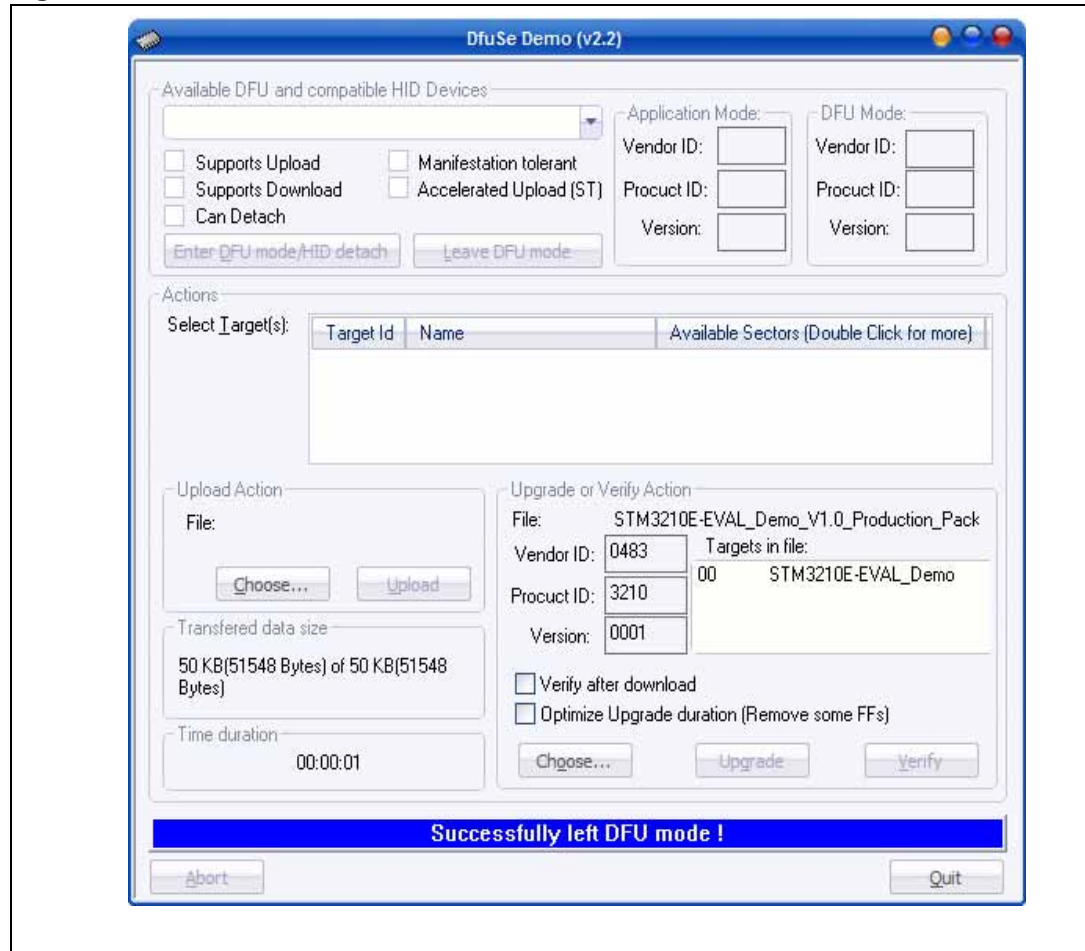 DfuSe Demo (v2.2)
Available DFU and compatible HID Devices
Supports Upload
Manifestation tolerant
Supports Download
Accelerated Upload (ST)
Can Detach
Enter DFU mode/HID detach
Leave DFU mode
Application Mode:
Vendor ID:
Procuct ID:
Version:
DFU Mode:
Vendor ID:
Procuct ID:
Version:
Actions
Select Target(s):
Target Id Name Available Sectors (Double Click for more)
Upload Action
File:
Choose... Upload
Transfered data size
50 KB(51548 Bytes) of 50 KB(51548
Bytes)
Time duration
00:00:01
Upgrade or Verify Action
File: STM3210E-EVAL_Demo_V1.0_Production_Pack
Vendor ID: 0483
Procuct ID: 3210
Version: 0001
Targets in file:
00 STM3210E-EVAL_Demo
Verify after download
Optimize Upgrade duration (Remove some FFs)
Choose... Upgrade Verify
Successfully left DFU mode !
Abort Quit